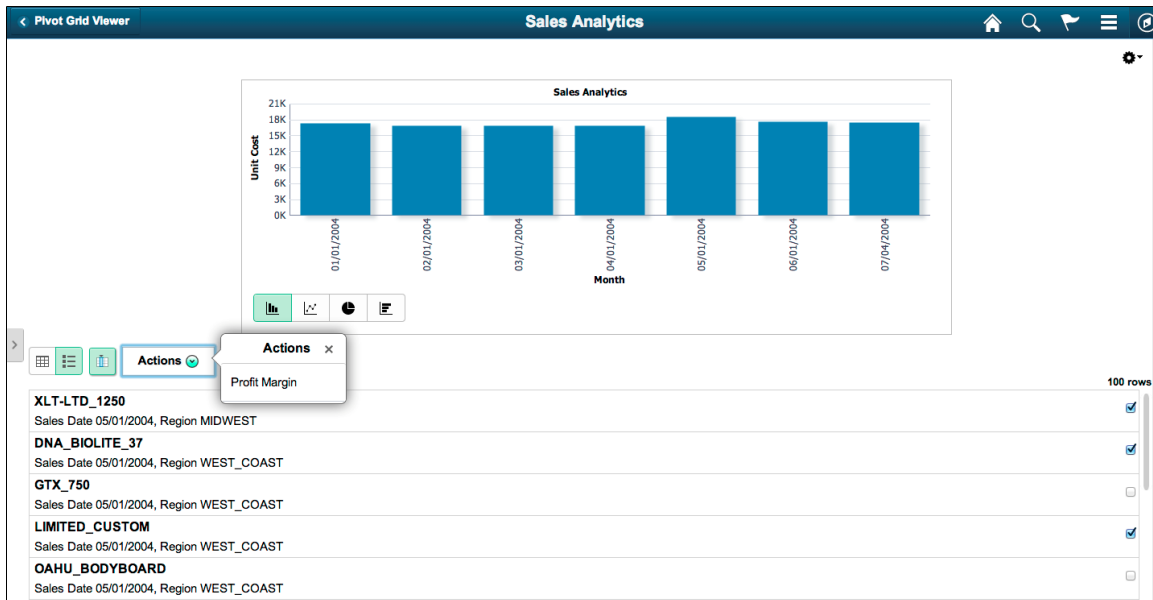 Pivot Grid Viewer
Sales Analytics
Sales Analytics
21K
18K
15K
12K
9K
6K
3K
0K
Unit Cost
01/01/2004
02/01/2004
03/01/2004
04/01/2004
05/01/2004
06/01/2004
07/04/2004
Month
Actions
Actions ×
Profit Margin
100 rows
XLT-LTD_1250
Sales Date 05/01/2004, Region MIDWEST
DNA_BIOLITE_37
Sales Date 05/01/2004, Region WEST_COAST
GTX_750
Sales Date 05/01/2004, Region WEST_COAST
LIMITED_CUSTOM
Sales Date 05/01/2004, Region WEST_COAST
OAHU_BODYBOARD
Sales Date 05/01/2004, Region WEST_COAST